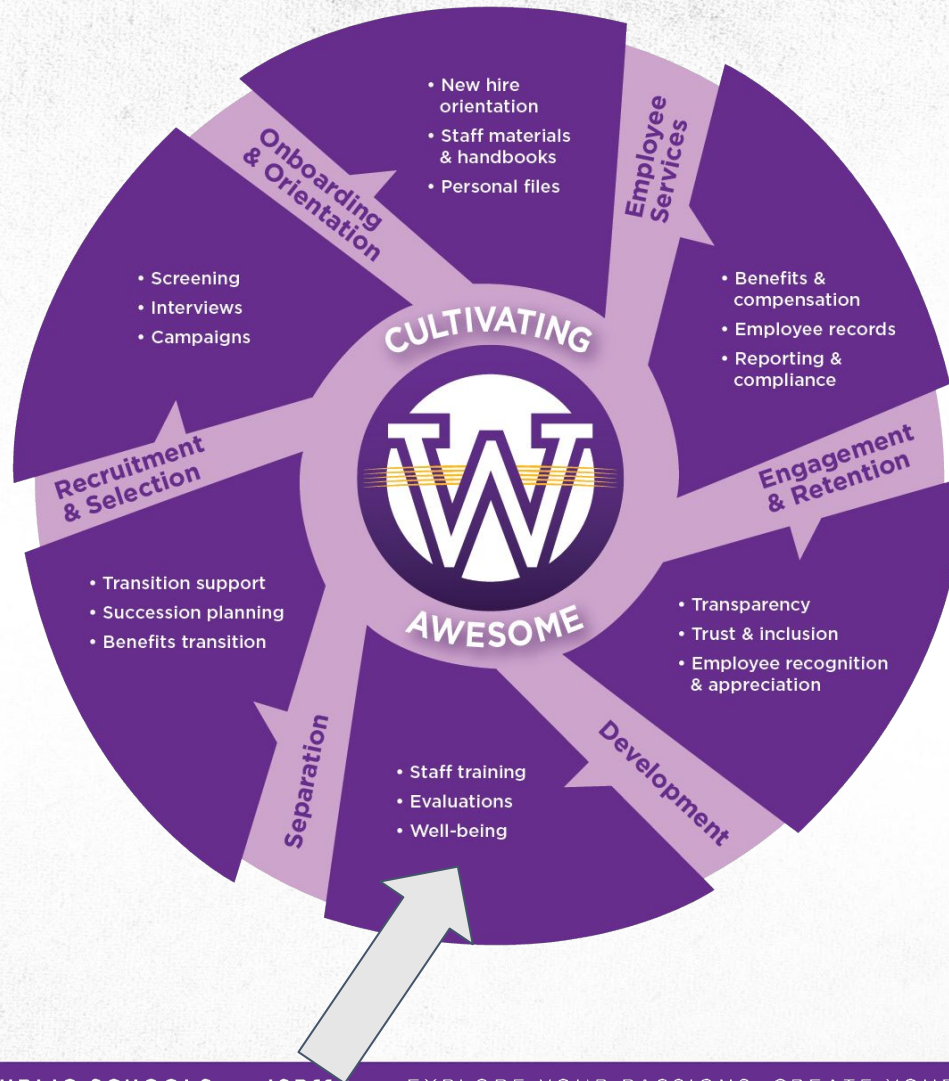 • New hire
orientation
• Staff materials
& handbooks
• Personal files
Employee
Services
• Benefits &
compensation
• Employee records
• Reporting &
compliance
Engagement
& Retention
• Transparency
• Trust & inclusion
• Employee recognition
& appreciation
Development
• Staff training
• Evaluations
• Well-being
Separation
• Transition support
• Succession planning
• Benefits transition
Recruitment
& Selection
• Screening
• Interviews
• Campaigns
Onboarding
& Orientation
CULTIVATING
W
AWESOME